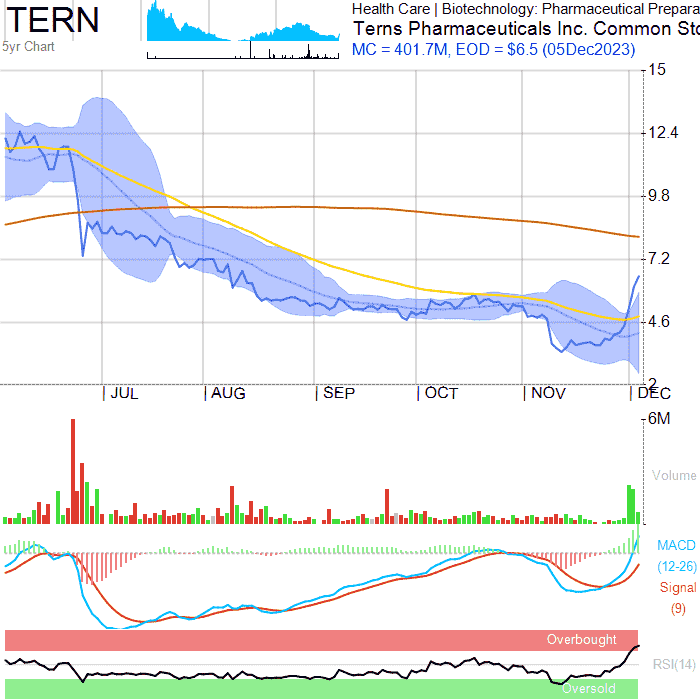 TERN
5yr Chart
Health Care | Biotechnology: Pharmaceutical Prepara
Terns Pharmaceuticals Inc. Common Sto
MC = 401.7M, EOD = $6.5 (05Dec2023)
15
12.4
9.8
7.2
4.6
2
JUL
AUG
SEP
OCT
NOV
DEC
6M
Volume
MACD
(12-26)
Signal
(9)
Overbought
RSI(14)
Oversold